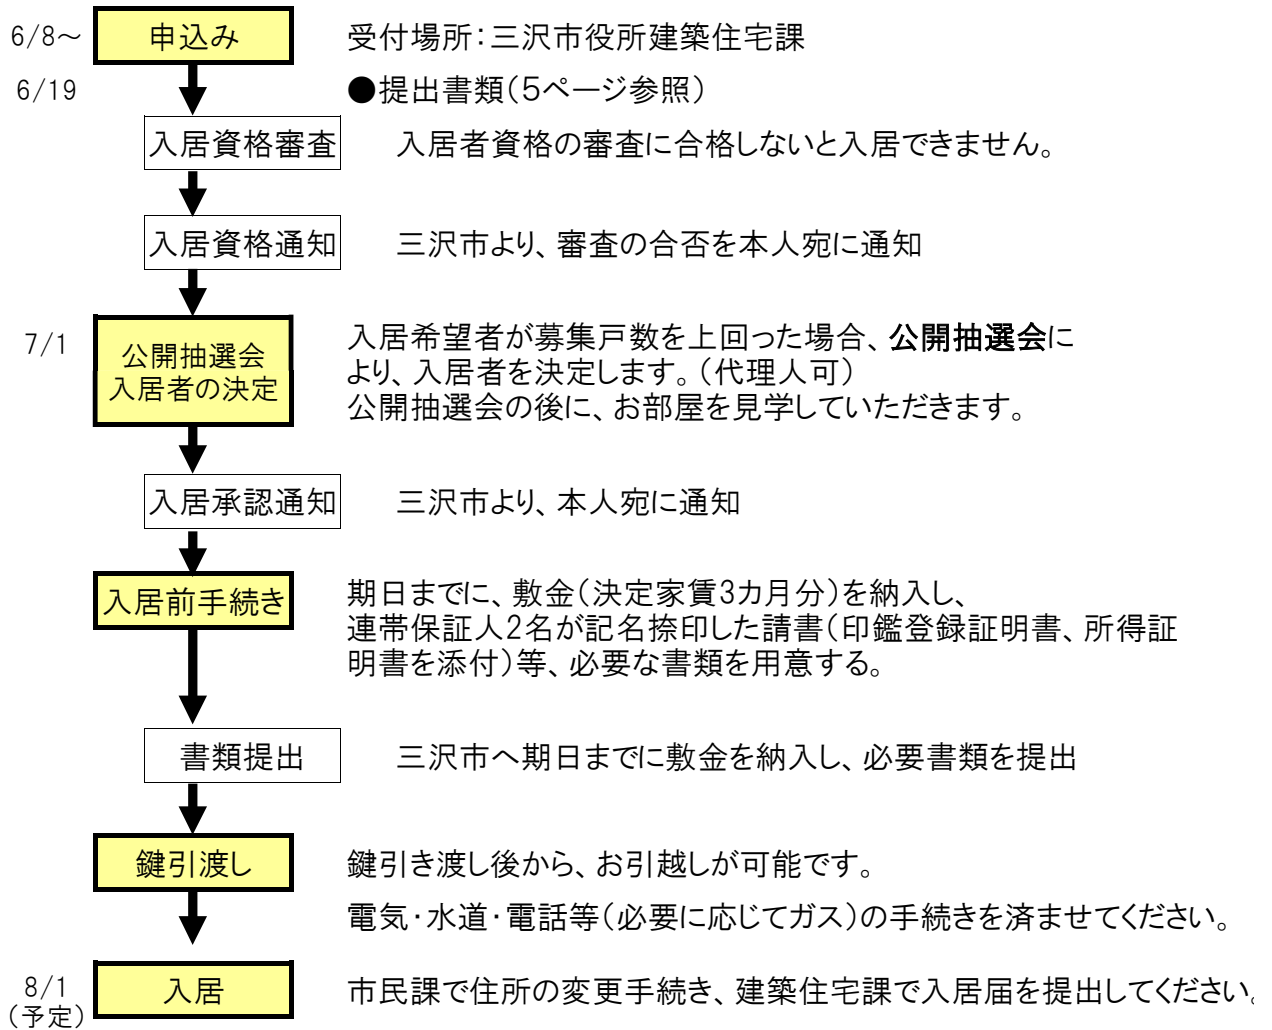 6/8～
申込み
受付場所：三沢市役所建築住宅課
6/19
●提出書類（5ページ参照）
入居資格審査
入居者資格の審査に合格しないと入居できません。
入居資格通知
三沢市より、審査の合否を本人宛に通知
7/1
公開抽選会
入居者の決定
入居希望者が募集戸数を上回った場合、公開抽選会に
より、入居者を決定します。（代理人可）
公開抽選会の後に、お部屋を見学していただきます。
入居承認通知
三沢市より、本人宛に通知
入居前手続き
期日までに、敷金（決定家賃3カ月分）を納入し、
連帯保証人2名が記名捺印した請書（印鑑登録証明書、所得証
明書を添付）等、必要な書類を用意する。
書類提出
三沢市へ期日までに敷金を納入し、必要書類を提出
鍵引渡し
鍵引き渡し後から、お引越しが可能です。
電気・水道・電話等（必要に応じてガス）の手続きを済ませてください。
8/1
（予定）
入居
市民課で住所の変更手続き、建築住宅課で入居届を提出してください。